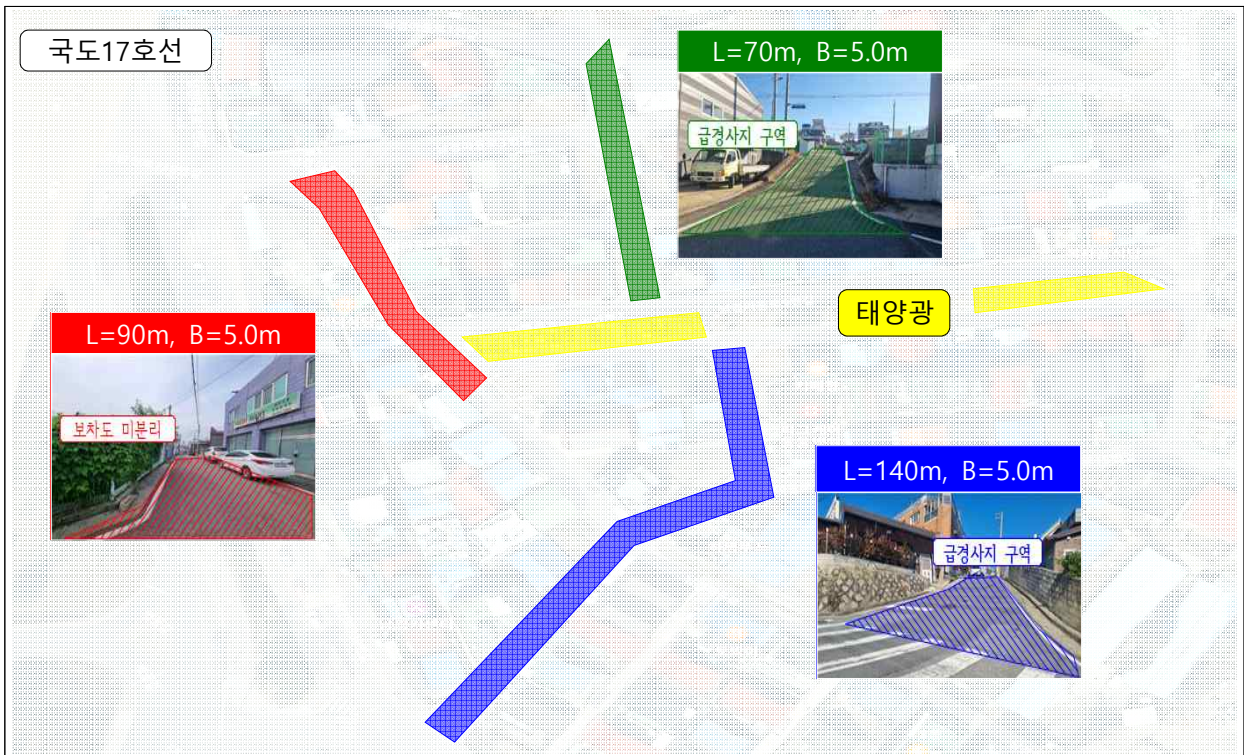 국도17호선
L=70m, B=5.0m
급경사지 구역
태양광
L=90m, B=5.0m
보차도 미분리
L=140m, B=5.0m
급경사지 구역